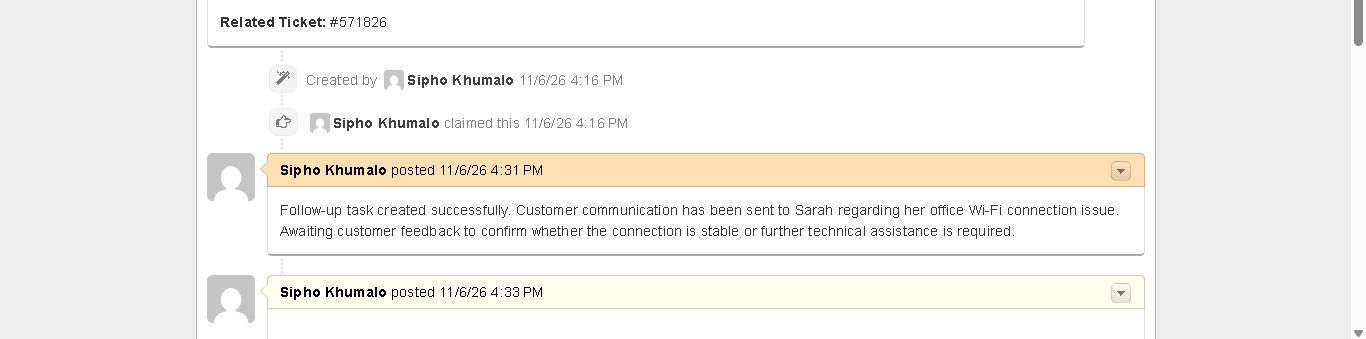 Related Ticket: #571826
Created by Sipho Khumalo 11/6/26 4:16 PM
Sipho Khumalo claimed this 11/6/26 4:16 PM
Sipho Khumalo posted 11/6/26 4:31 PM
Follow-up task created successfully. Customer communication has been sent to Sarah regarding her office Wi-Fi connection issue.
Awaiting customer feedback to confirm whether the connection is stable or further technical assistance is required.
Sipho Khumalo posted 11/6/26 4:33 PM